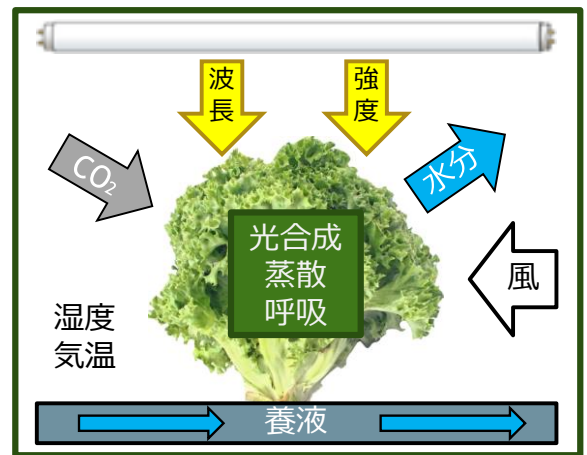 波長
強度
CO₂
水分
光合成
蒸散
呼吸
風
湿度
気温
養液